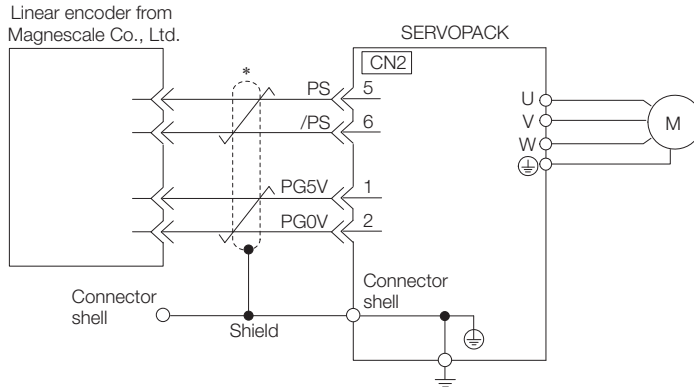 Linear encoder from
Magnescale Co., Ltd.
SERVOPACK
*
CN2
PS 5
/PS 6
PG5V 1
PG0V 2
U
V
W
M
Connector
shell
Shield
Connector
shell